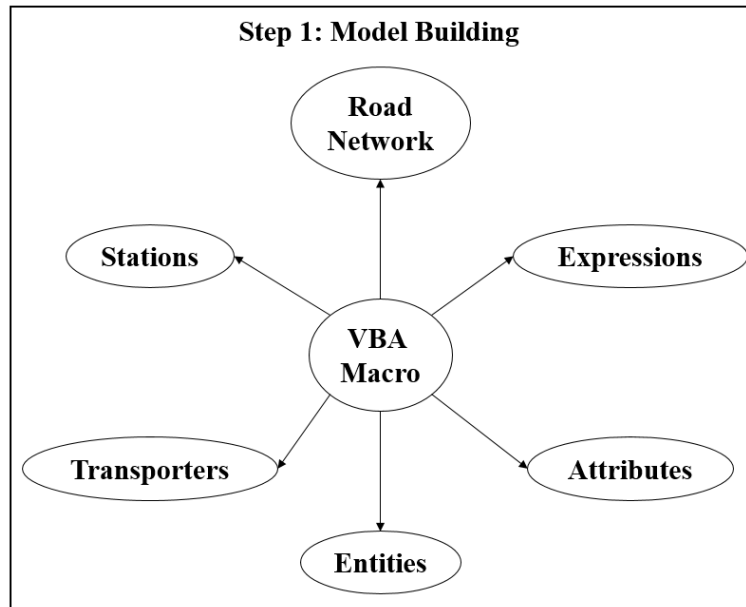 Step 1: Model Building
Road
Network
Stations
Expressions
VBA
Macro
Transporters
Attributes
Entities